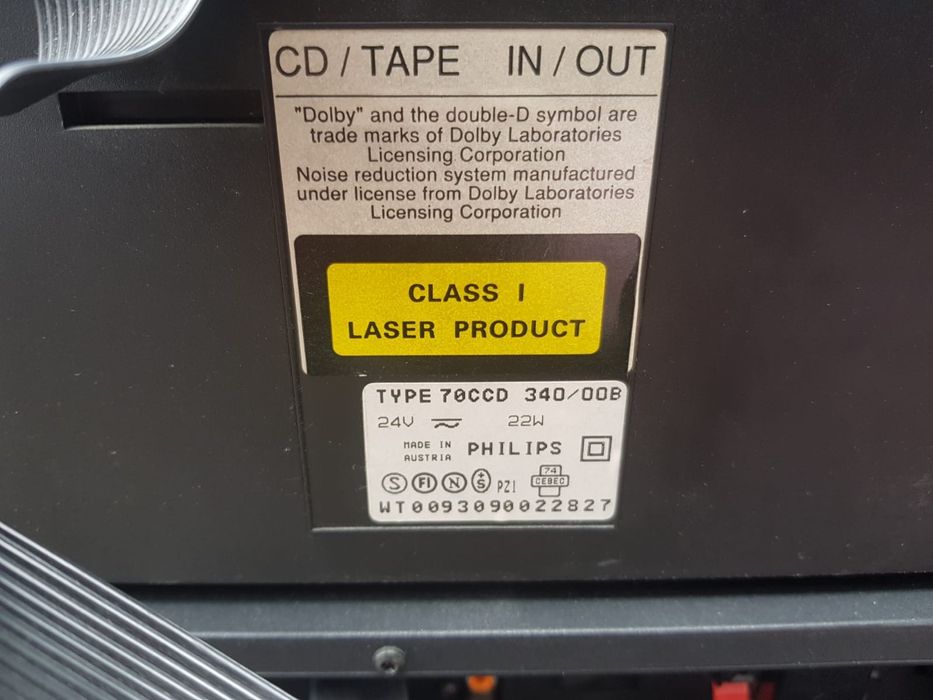 CD / TAPE IN / OUT
"Dolby" and the double-D symbol are
trade marks of Dolby Laboratories
Licensing Corporation
Noise reduction system manufactured
under license from Dolby Laboratories
Licensing Corporation
CLASS I
LASER PRODUCT
TYPE 70CCD 340/00B
24V 22W
MADE IN
AUSTRIA
PHILIPS
S FI N +S PZI 74 CEBEC
WT0093090022827